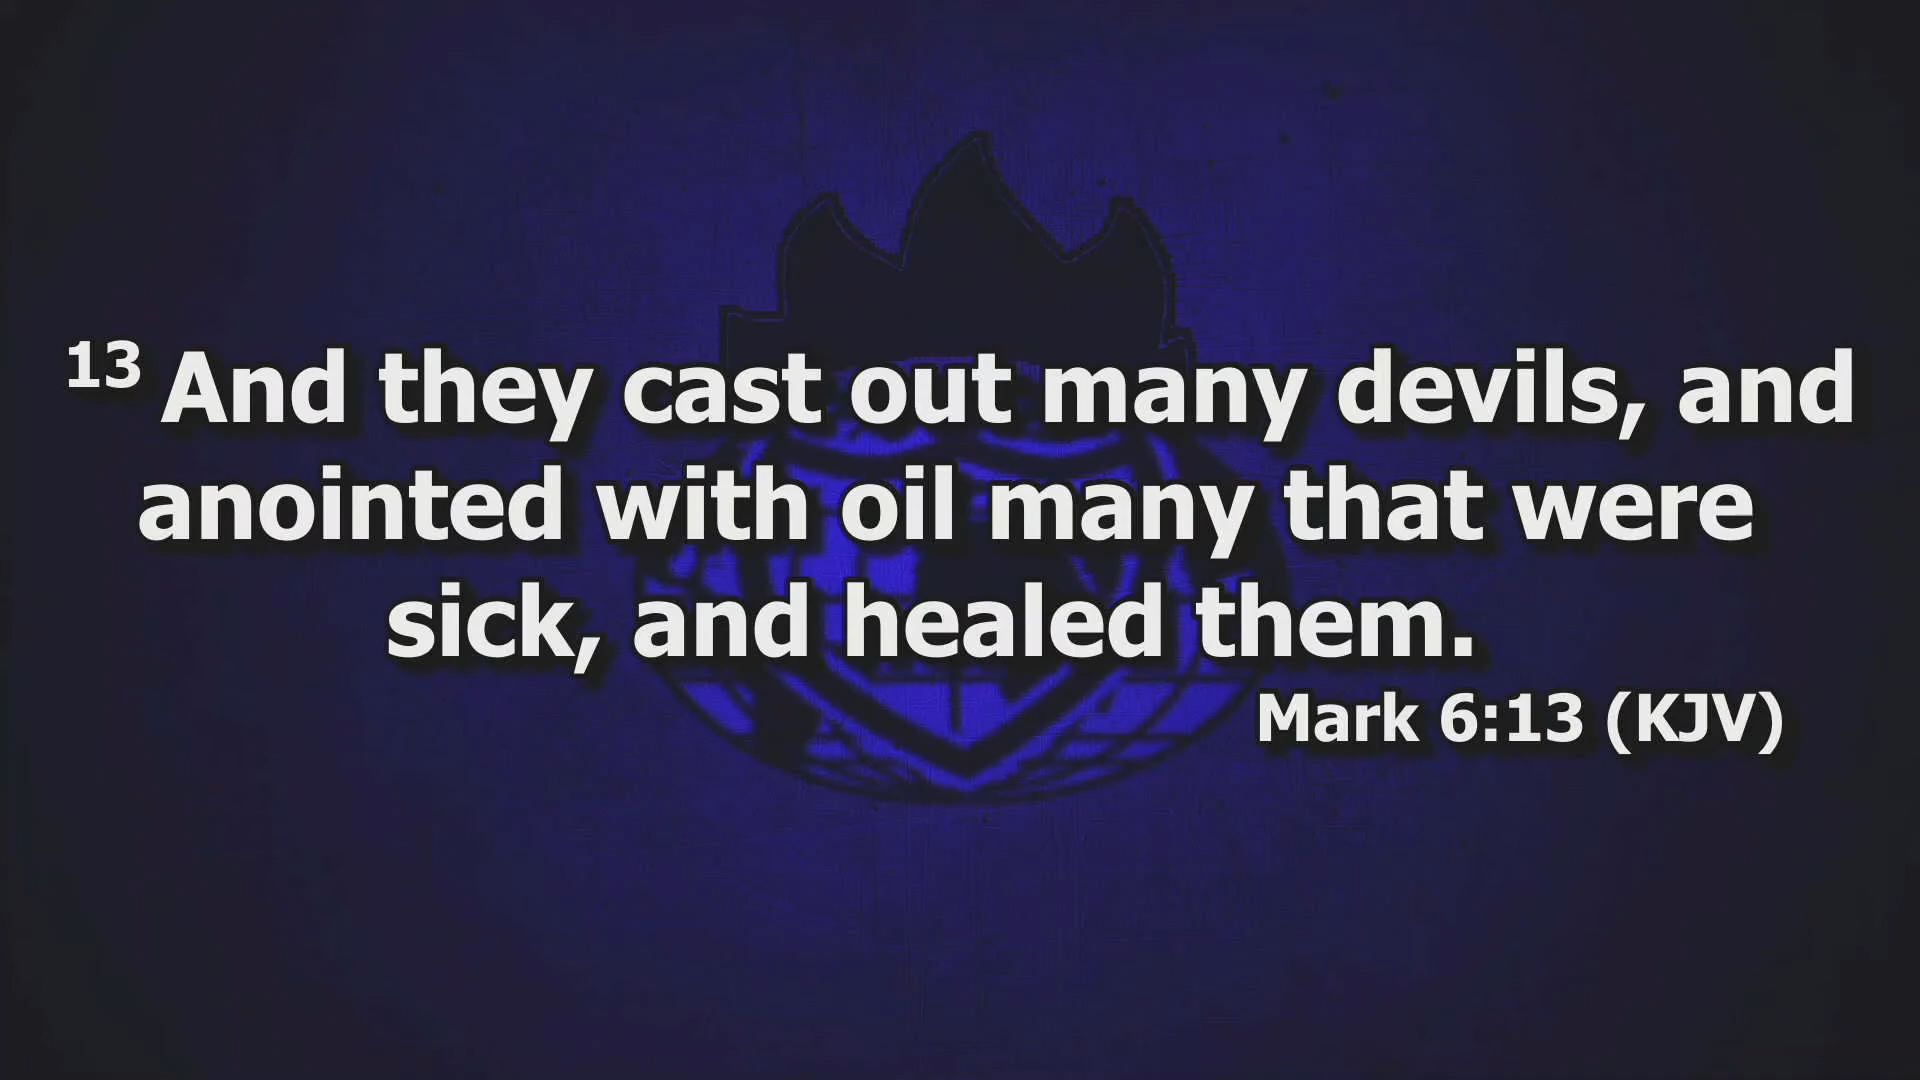 13 And they cast out many devils, and
anointed with oil many that were
sick, and healed them.
Mark 6:13 (KJV)